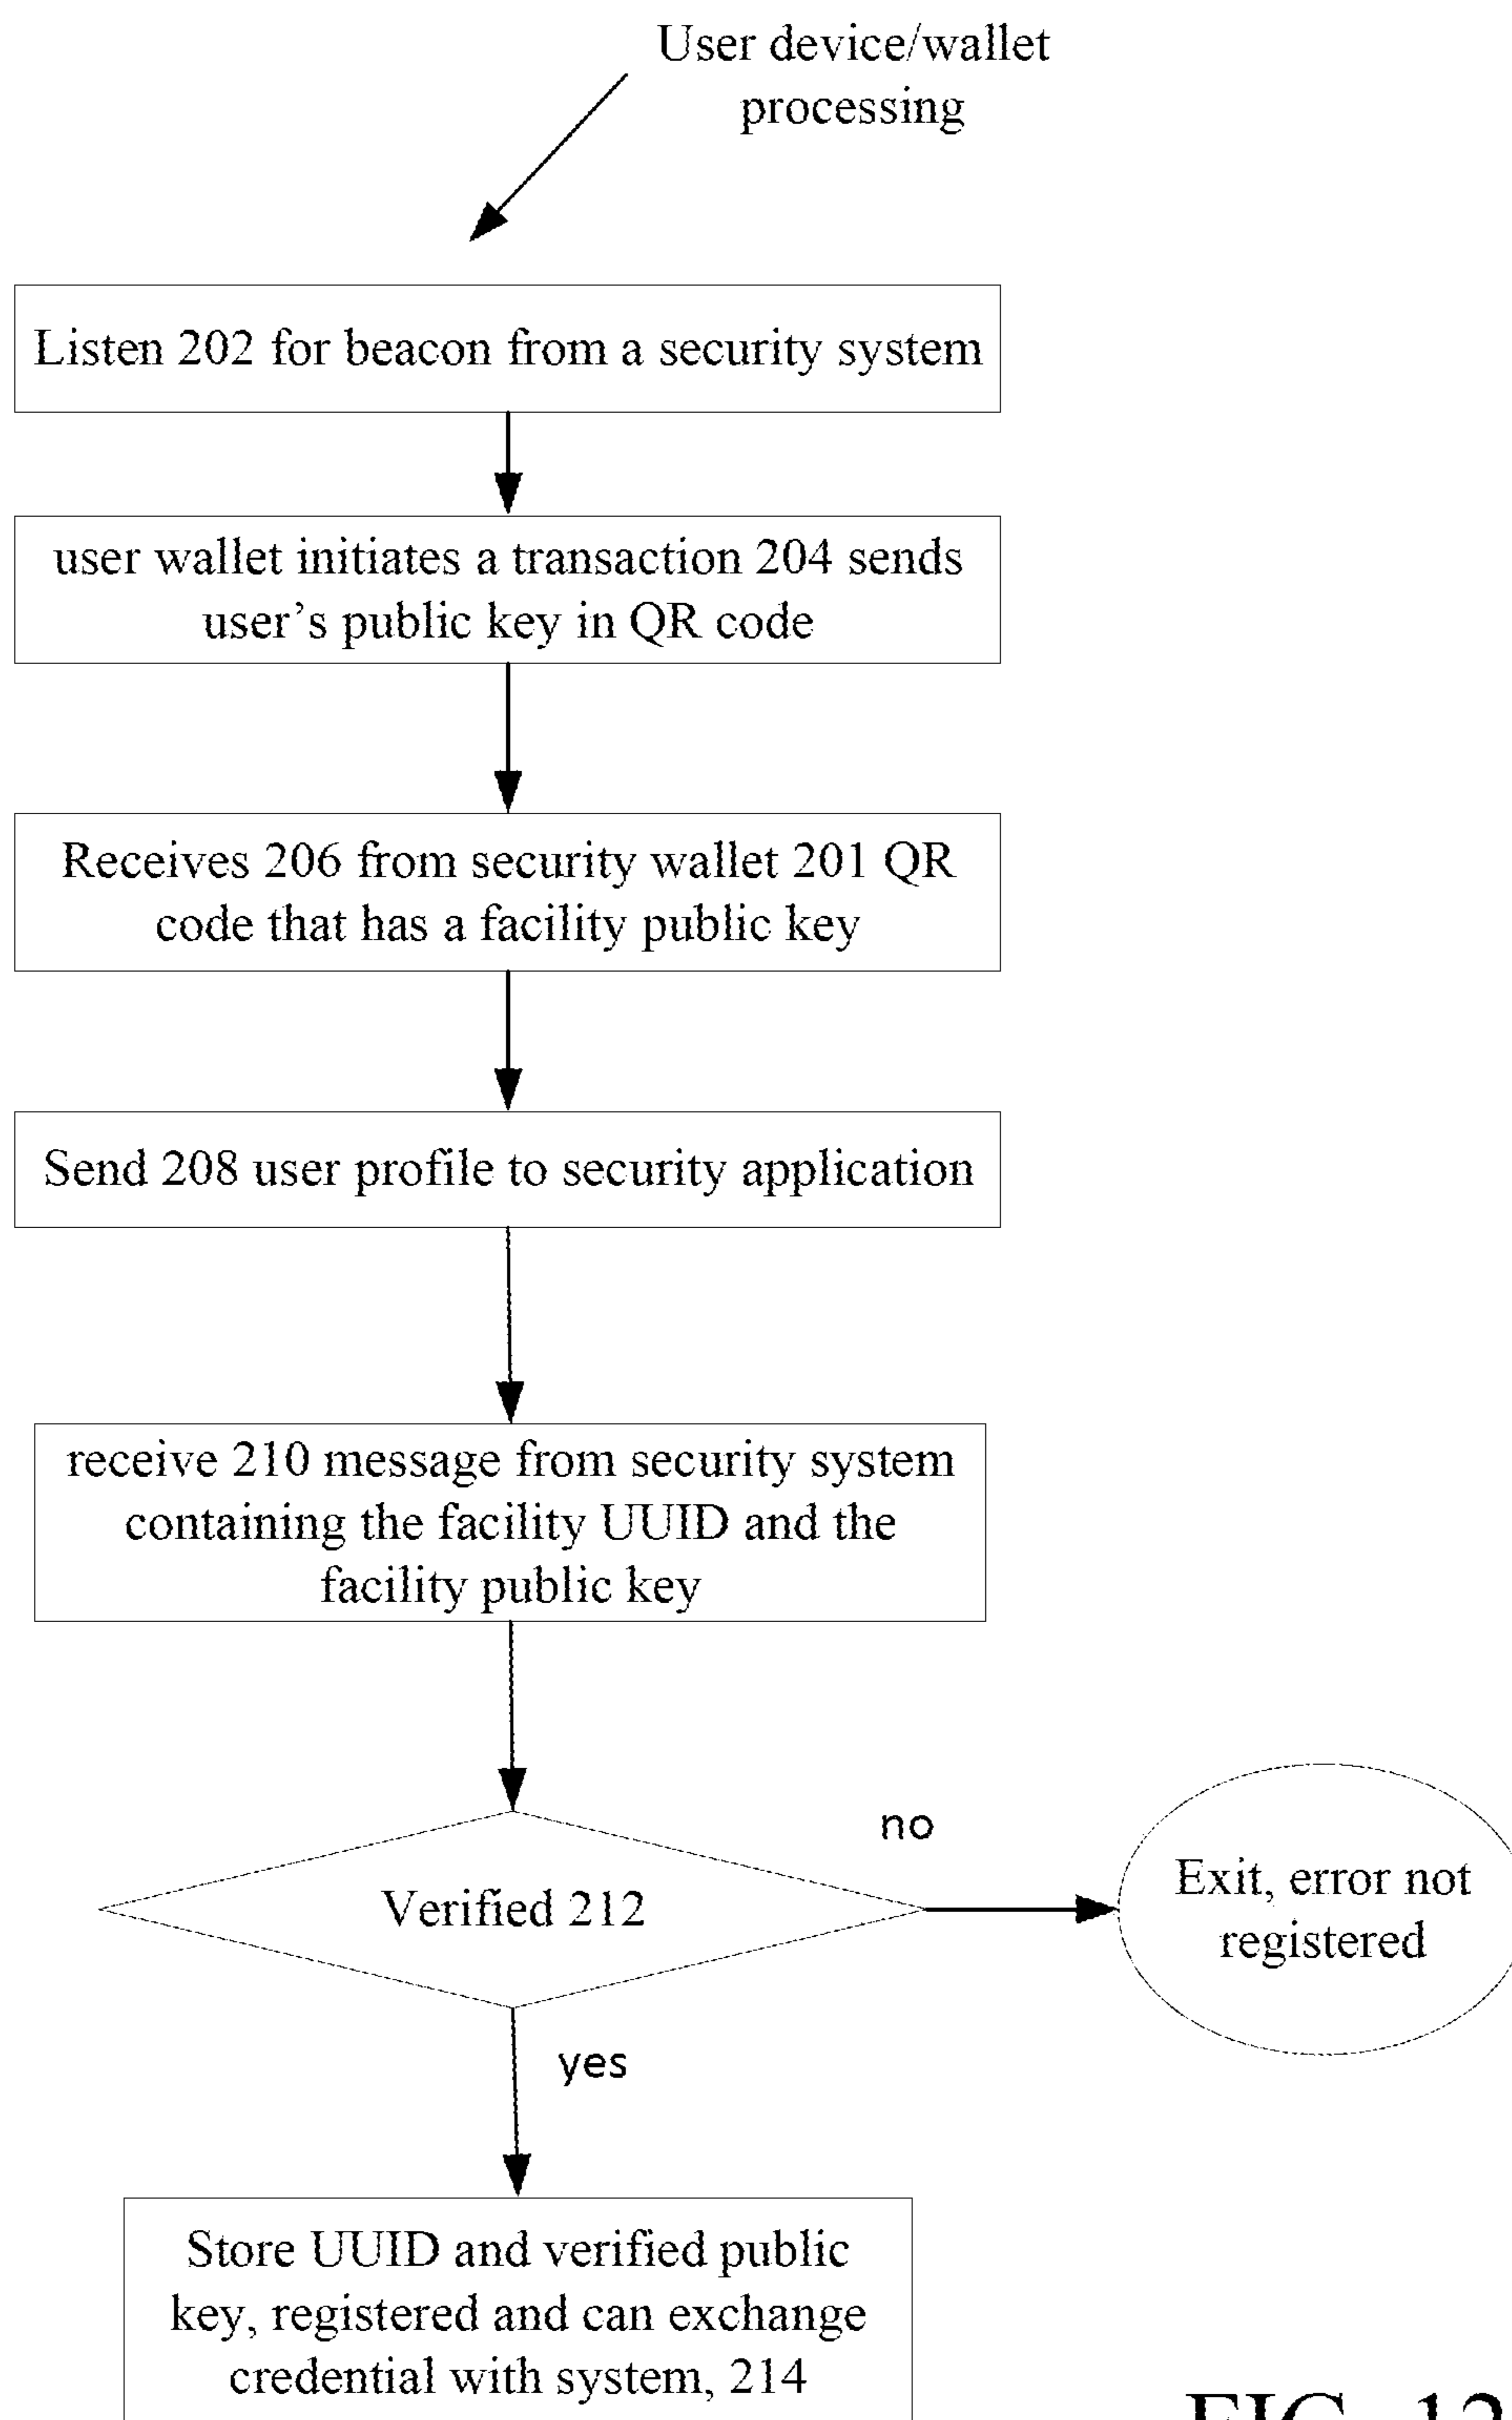 User device/wallet
processing
Listen 202 for beacon from a security system
user wallet initiates a transaction 204 sends
user’s public key in QR code
Receives 206 from security wallet 201 QR
code that has a facility public key
Send 208 user profile to security application
receive 210 message from security system
containing the facility UUID and the
facility public key
no
Verified 212
Exit, error not
registered
yes
Store UUID and verified public
key, registered and can exchange
credential with system, 214
FIG. 12